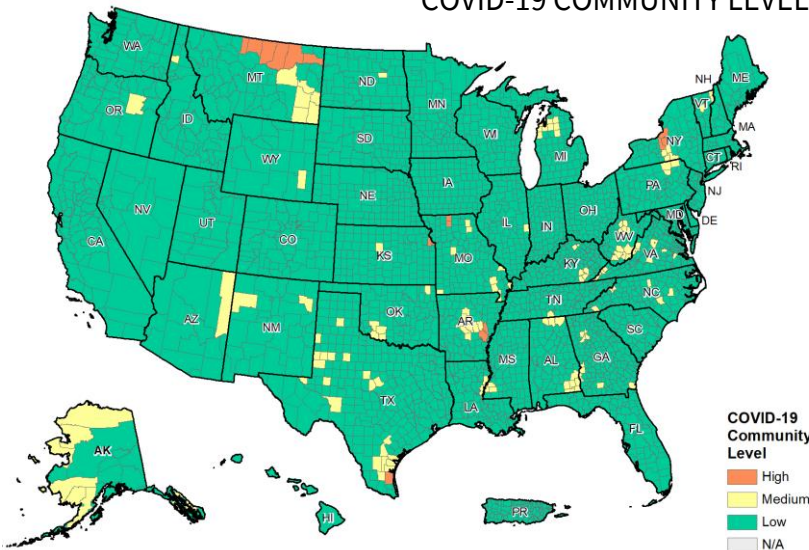 COVID-19 COMMUNITY LEVEL
WA
MT
ND
MN
OR
ID
WY
SD
WI
MI
NH
ME
VT
NY
MA
CT
RI
NV
UT
CO
NE
IA
IL
IN
OH
PA
NJ
MD
DE
CA
KS
MO
KY
WV
VA
AZ
NM
OK
AR
TN
NC
SC
TX
LA
MS
AL
GA
FL
AK
HI
PR
COVID-19
Community
Level
High
Medium
Low
N/A